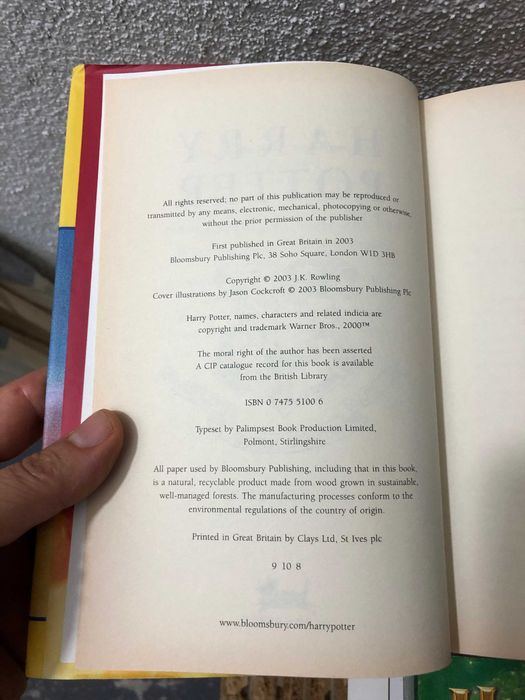 All rights reserved; no part of this publication may be reproduced or
transmitted by any means, electronic, mechanical, photocopying or otherwise,
without the prior permission of the publisher
First published in Great Britain in 2003
Bloomsbury Publishing Plc, 38 Soho Square, London W1D 3HB
Copyright © 2003 J.K. Rowling
Cover illustrations by Jason Cockcroft © 2003 Bloomsbury Publishing Plc
Harry Potter, names, characters and related indicia are
copyright and trademark Warner Bros., 2000™
The moral right of the author has been asserted
A CIP catalogue record for this book is available
from the British Library
ISBN 0 7475 5100 6
Typeset by Palimpsest Book Production Limited,
Polmont, Stirlingshire
All paper used by Bloomsbury Publishing, including that in this book,
is a natural, recyclable product made from wood grown in sustainable,
well-managed forests. The manufacturing processes conform to the
environmental regulations of the country of origin.
Printed in Great Britain by Clays Ltd, St Ives plc
9 10 8
www.bloomsbury.com/harrypotter